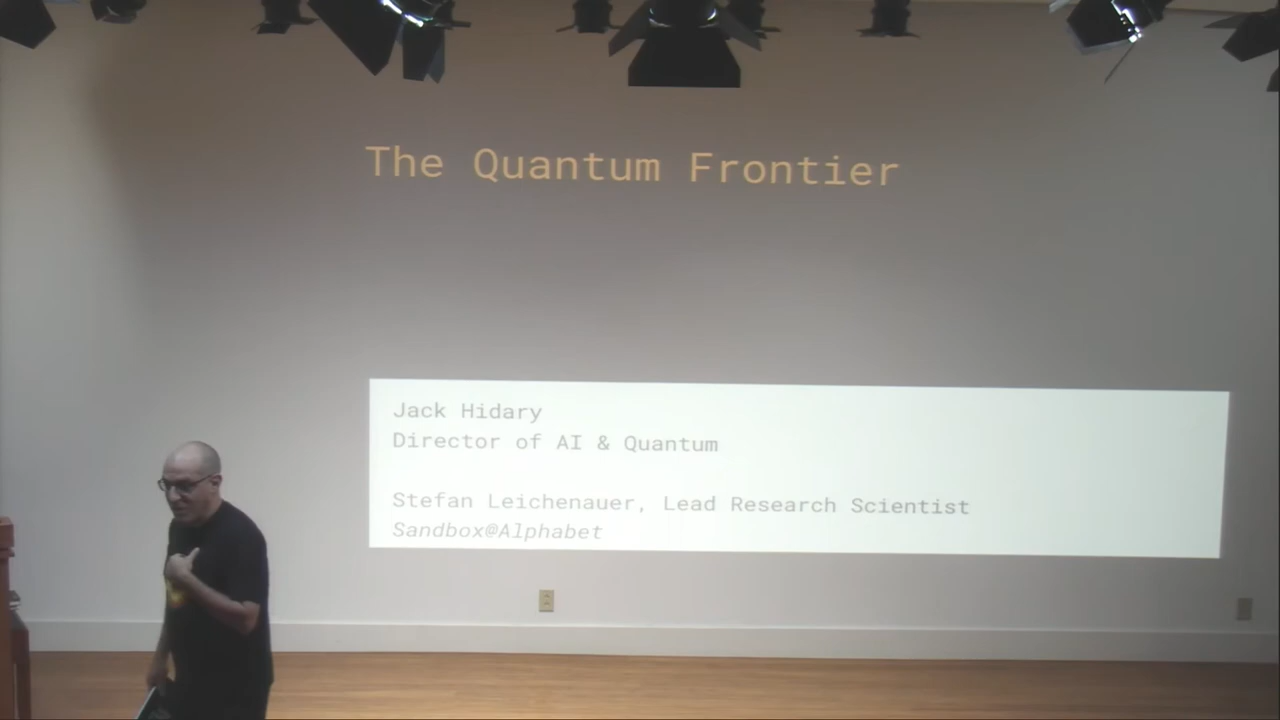 The Quantum Frontier
Jack Hidary
Director of AI & Quantum
Stefan Leichenauer, Lead Research Scientist
Sandbox@Alphabet